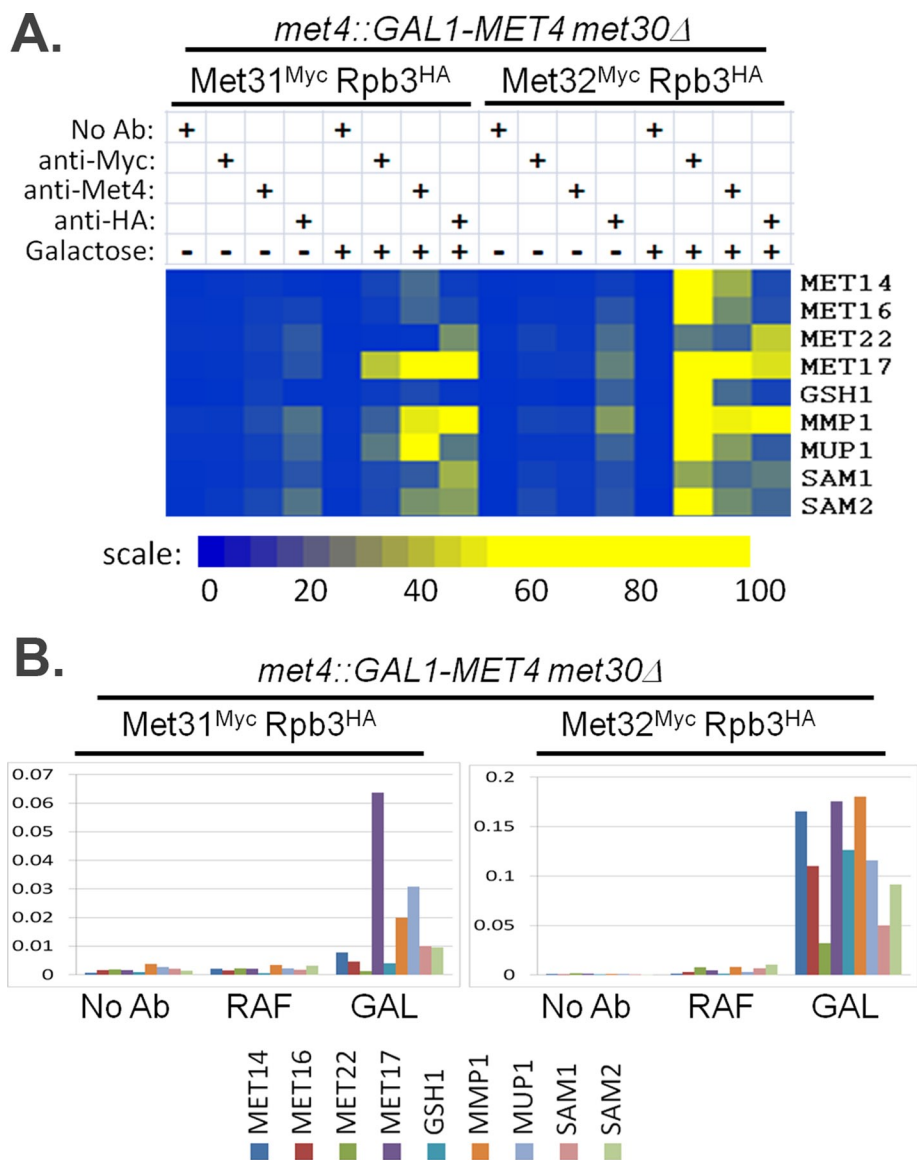 A.
met4::GAL1-MET4 met30Δ
Met31Myc Rpb3HA Met32Myc Rpb3HA
No Ab: + + + +
anti-Myc: + + + +
anti-Met4: + + + +
anti-HA: + + + +
Galactose: - - - - + + + + - - - - + + + +
MET14
MET16
MET22
MET17
GSH1
MMP1
MUP1
SAM1
SAM2
scale:
0 20 40 60 80 100
B.
met4::GAL1-MET4 met30Δ
Met31Myc Rpb3HA Met32Myc Rpb3HA
0.07
0.06
0.05
0.04
0.03
0.02
0.01
0
No Ab RAF GAL
0.2
0.15
0.1
0.05
0
No Ab RAF GAL
MET14
MET16
MET22
MET17
GSH1
MMP1
MUP1
SAM1
SAM2